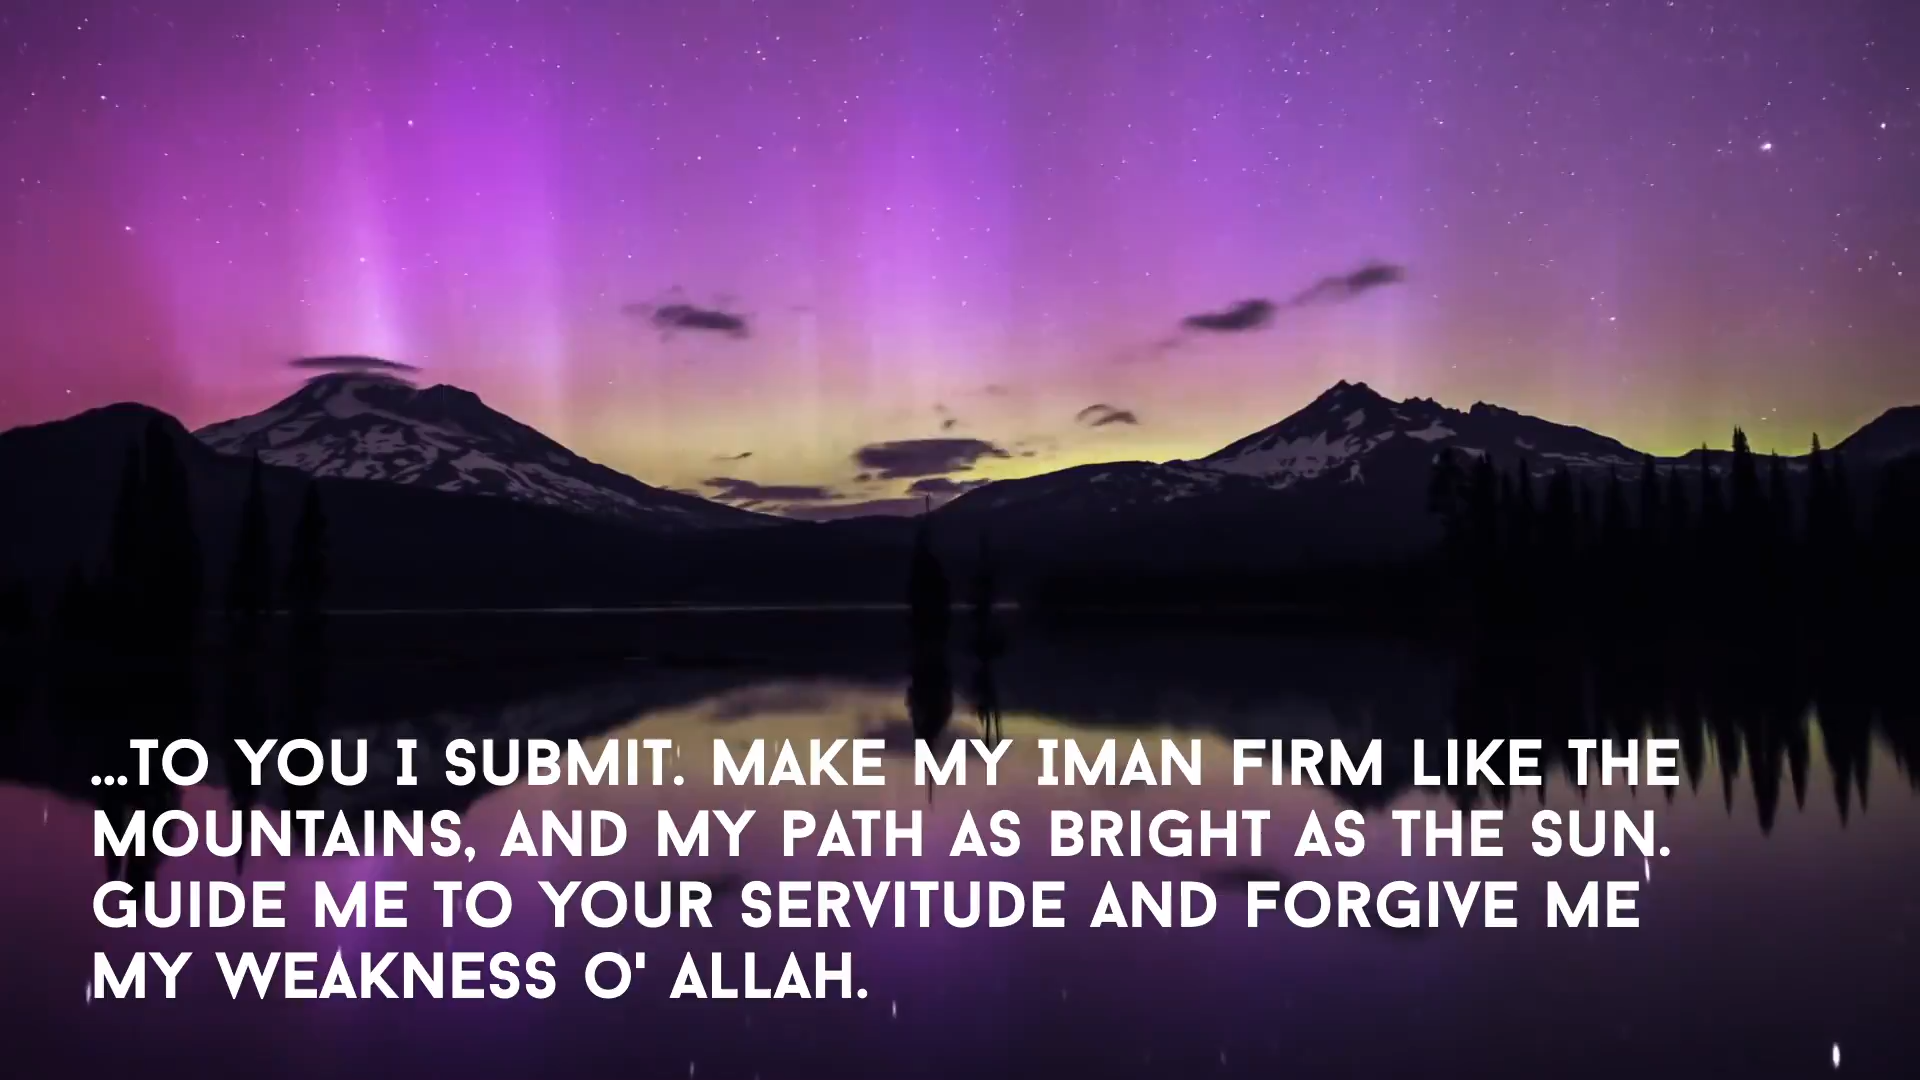 ...TO YOU I SUBMIT. MAKE MY IMAN FIRM LIKE THE
MOUNTAINS, AND MY PATH AS BRIGHT AS THE SUN.
GUIDE ME TO YOUR SERVITUDE AND FORGIVE ME
MY WEAKNESS O' ALLAH.